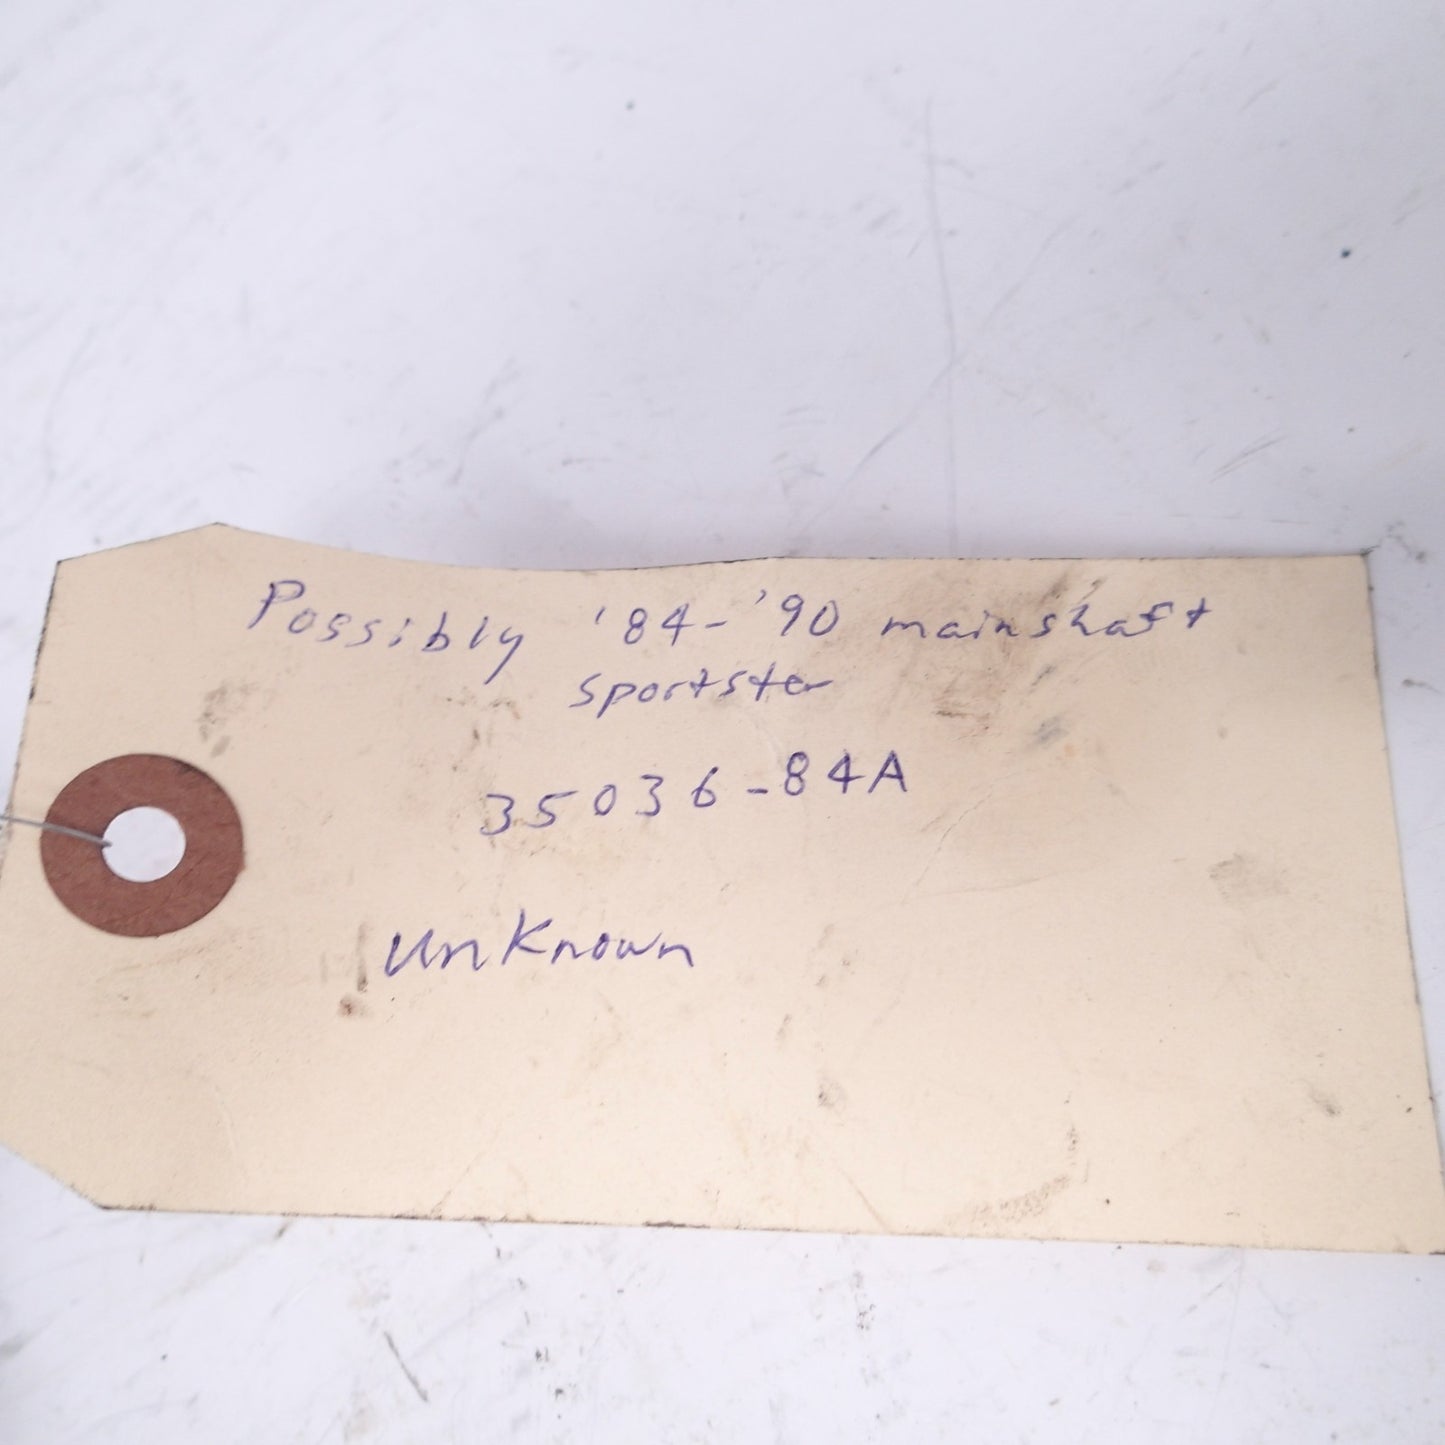 Possibly '84-'90 mainshaft
sportster
35036-84A
Unknown